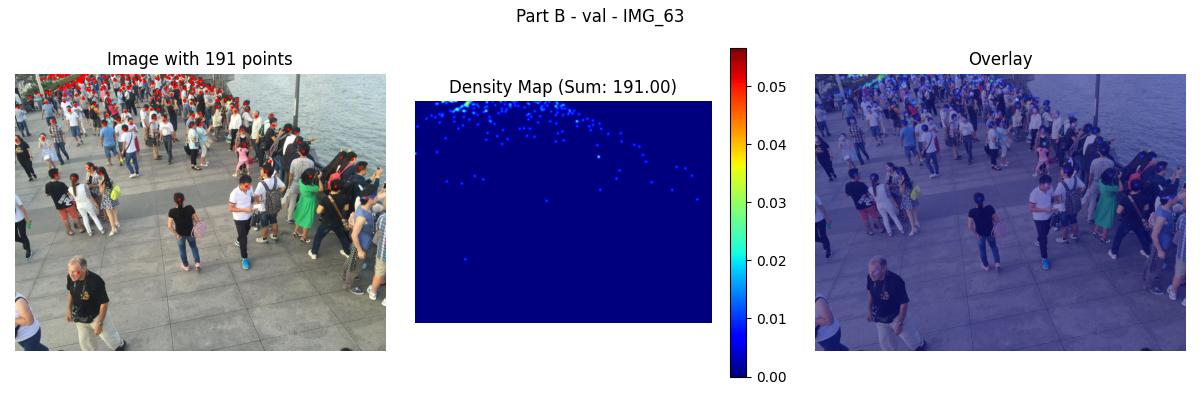 Part B - val - IMG_63
Image with 191 points
Density Map (Sum: 191.00)
Overlay
0.05
0.04
0.03
0.02
0.01
0.00